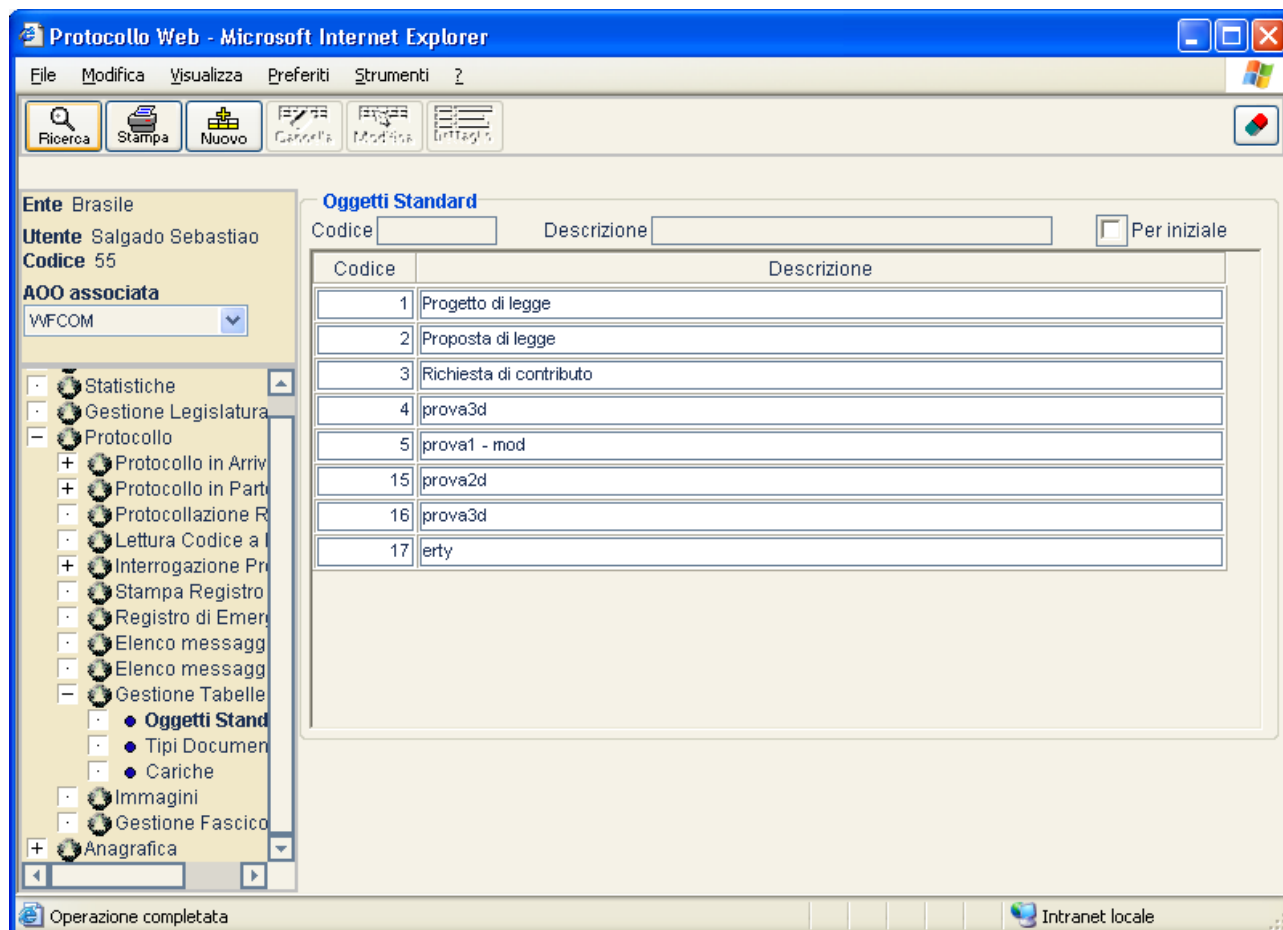 Protocollo Web - Microsoft Internet Explorer
File Modifica Visualizza Preferiti Strumenti ?
Ricerca Stampa Nuovo Cancella Modifica Dettaglio
Ente Brasile
Utente Salgado Sebastiao
Codice 55
AOO associata
WFCOM
Statistiche
Gestione Legislatura
Protocollo
Protocollo in Arriv
Protocollo in Part
Protocollazione R
Lettura Codice a
Interrogazione Pr
Stampa Registro
Registro di Emer
Elenco messagg
Elenco messagg
Gestione Tabelle
Oggetti Stand
Tipi Documen
Cariche
Immagini
Gestione Fascico
Anagrafica
Oggetti Standard
Codice Descrizione Per iniziale
Codice Descrizione
1 Progetto di legge
2 Proposta di legge
3 Richiesta di contributo
4 prova3d
5 prova1 - mod
15 prova2d
16 prova3d
17 erty
Operazione completata Intranet locale